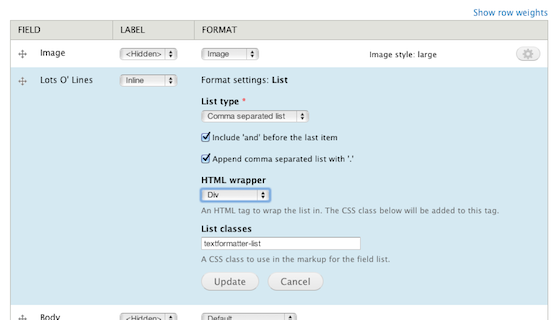 Show row weights
FIELD LABEL FORMAT
Image <Hidden> Image Image style: large
Lots O' Lines Inline Format settings: List
List type *
Comma separated list
Include 'and' before the last item
Append comma separated list with '.'
HTML wrapper
Div
An HTML tag to wrap the list in. The CSS class below will be added to this tag.
List classes
textformatter-list
A CSS class to use in the markup for the field list.
Update Cancel
Body <Hidden> Default